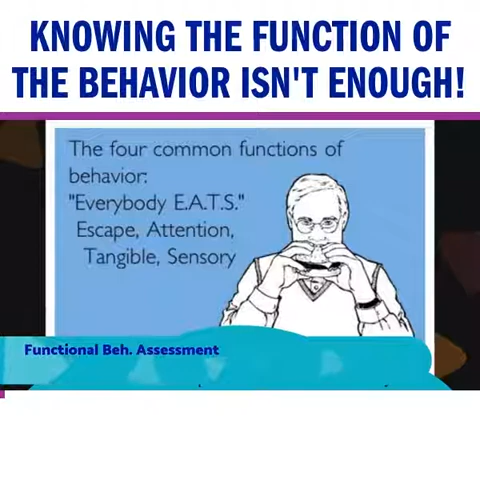 KNOWING THE FUNCTION OF
THE BEHAVIOR ISN'T ENOUGH!
The four common functions of
behavior:
"Everybody E.A.T.S."
Escape, Attention,
Tangible, Sensory
Functional Beh. Assessment